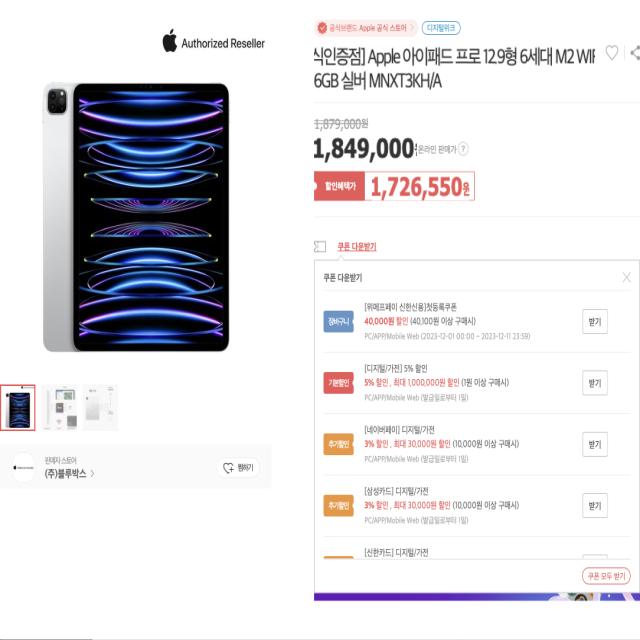 Authorized Reseller
공식브랜드 Apple 공식 스토어 >
디지털위크
식인증점] Apple 아이패드 프로 12.9형 6세대 M2 WIF
6GB 실버 MNXT3KH/A
1,879,000원
1,849,000원 온라인 판매가 ?
할인혜택가 1,726,550원
쿠폰 다운받기
쿠폰 다운받기
장바구니
[위메프페이 신한신용]첫등록쿠폰
40,000원 할인 (40,100원 이상 구매시)
PC/APP/Mobile Web (2023-12-01 00:00 ~ 2023-12-11 23:59)
받기
기본할인
[디지털/가전] 5% 할인
5% 할인 , 최대 1,000,000원 할인 (1원 이상 구매시)
PC/APP/Mobile Web (발급일로부터 1일)
받기
추가할인
[네이버페이] 디지털/가전
3% 할인 , 최대 30,000원 할인 (10,000원 이상 구매시)
PC/APP/Mobile Web (발급일로부터 1일)
받기
추가할인
[삼성카드] 디지털/가전
3% 할인 , 최대 30,000원 할인 (10,000원 이상 구매시)
PC/APP/Mobile Web (발급일로부터 1일)
받기
[신한카드] 디지털/가전
쿠폰 모두 받기
판매자 스토어
(주)블루박스 >
찜하기